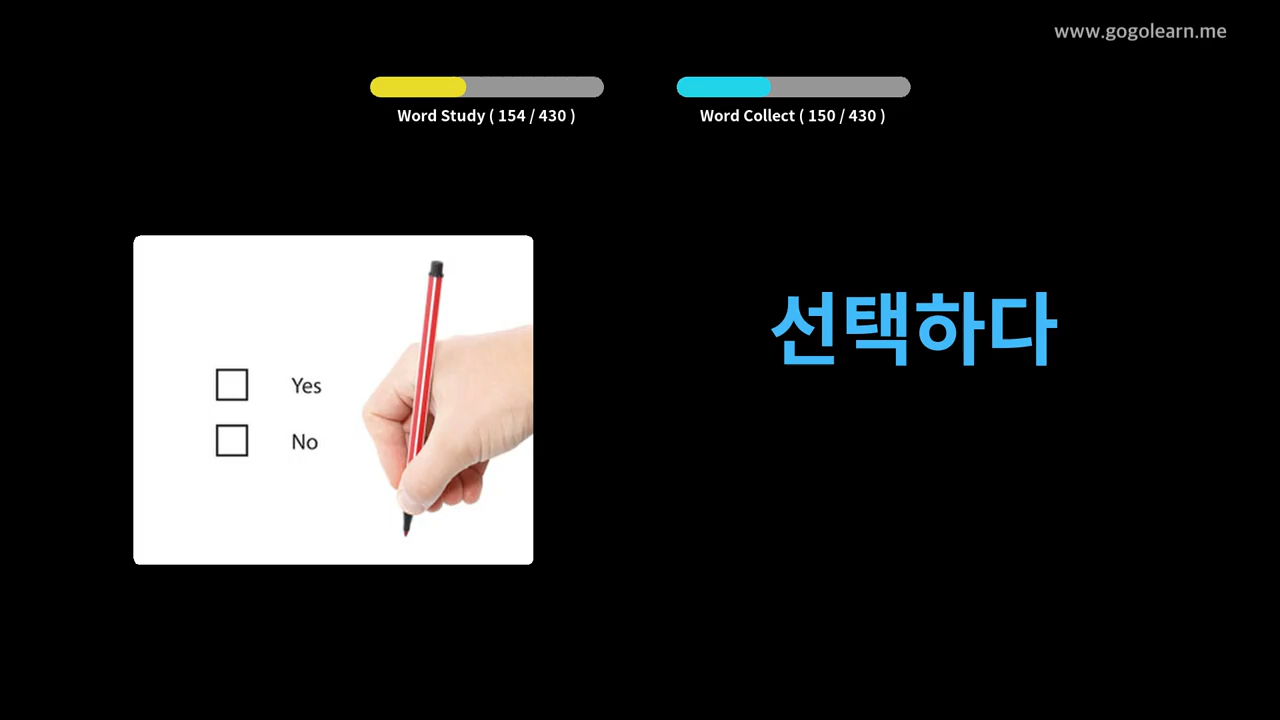 www.gogolearn.me
Word Study ( 154 / 430 )
Word Collect ( 150 / 430 )
선택하다
Yes
No